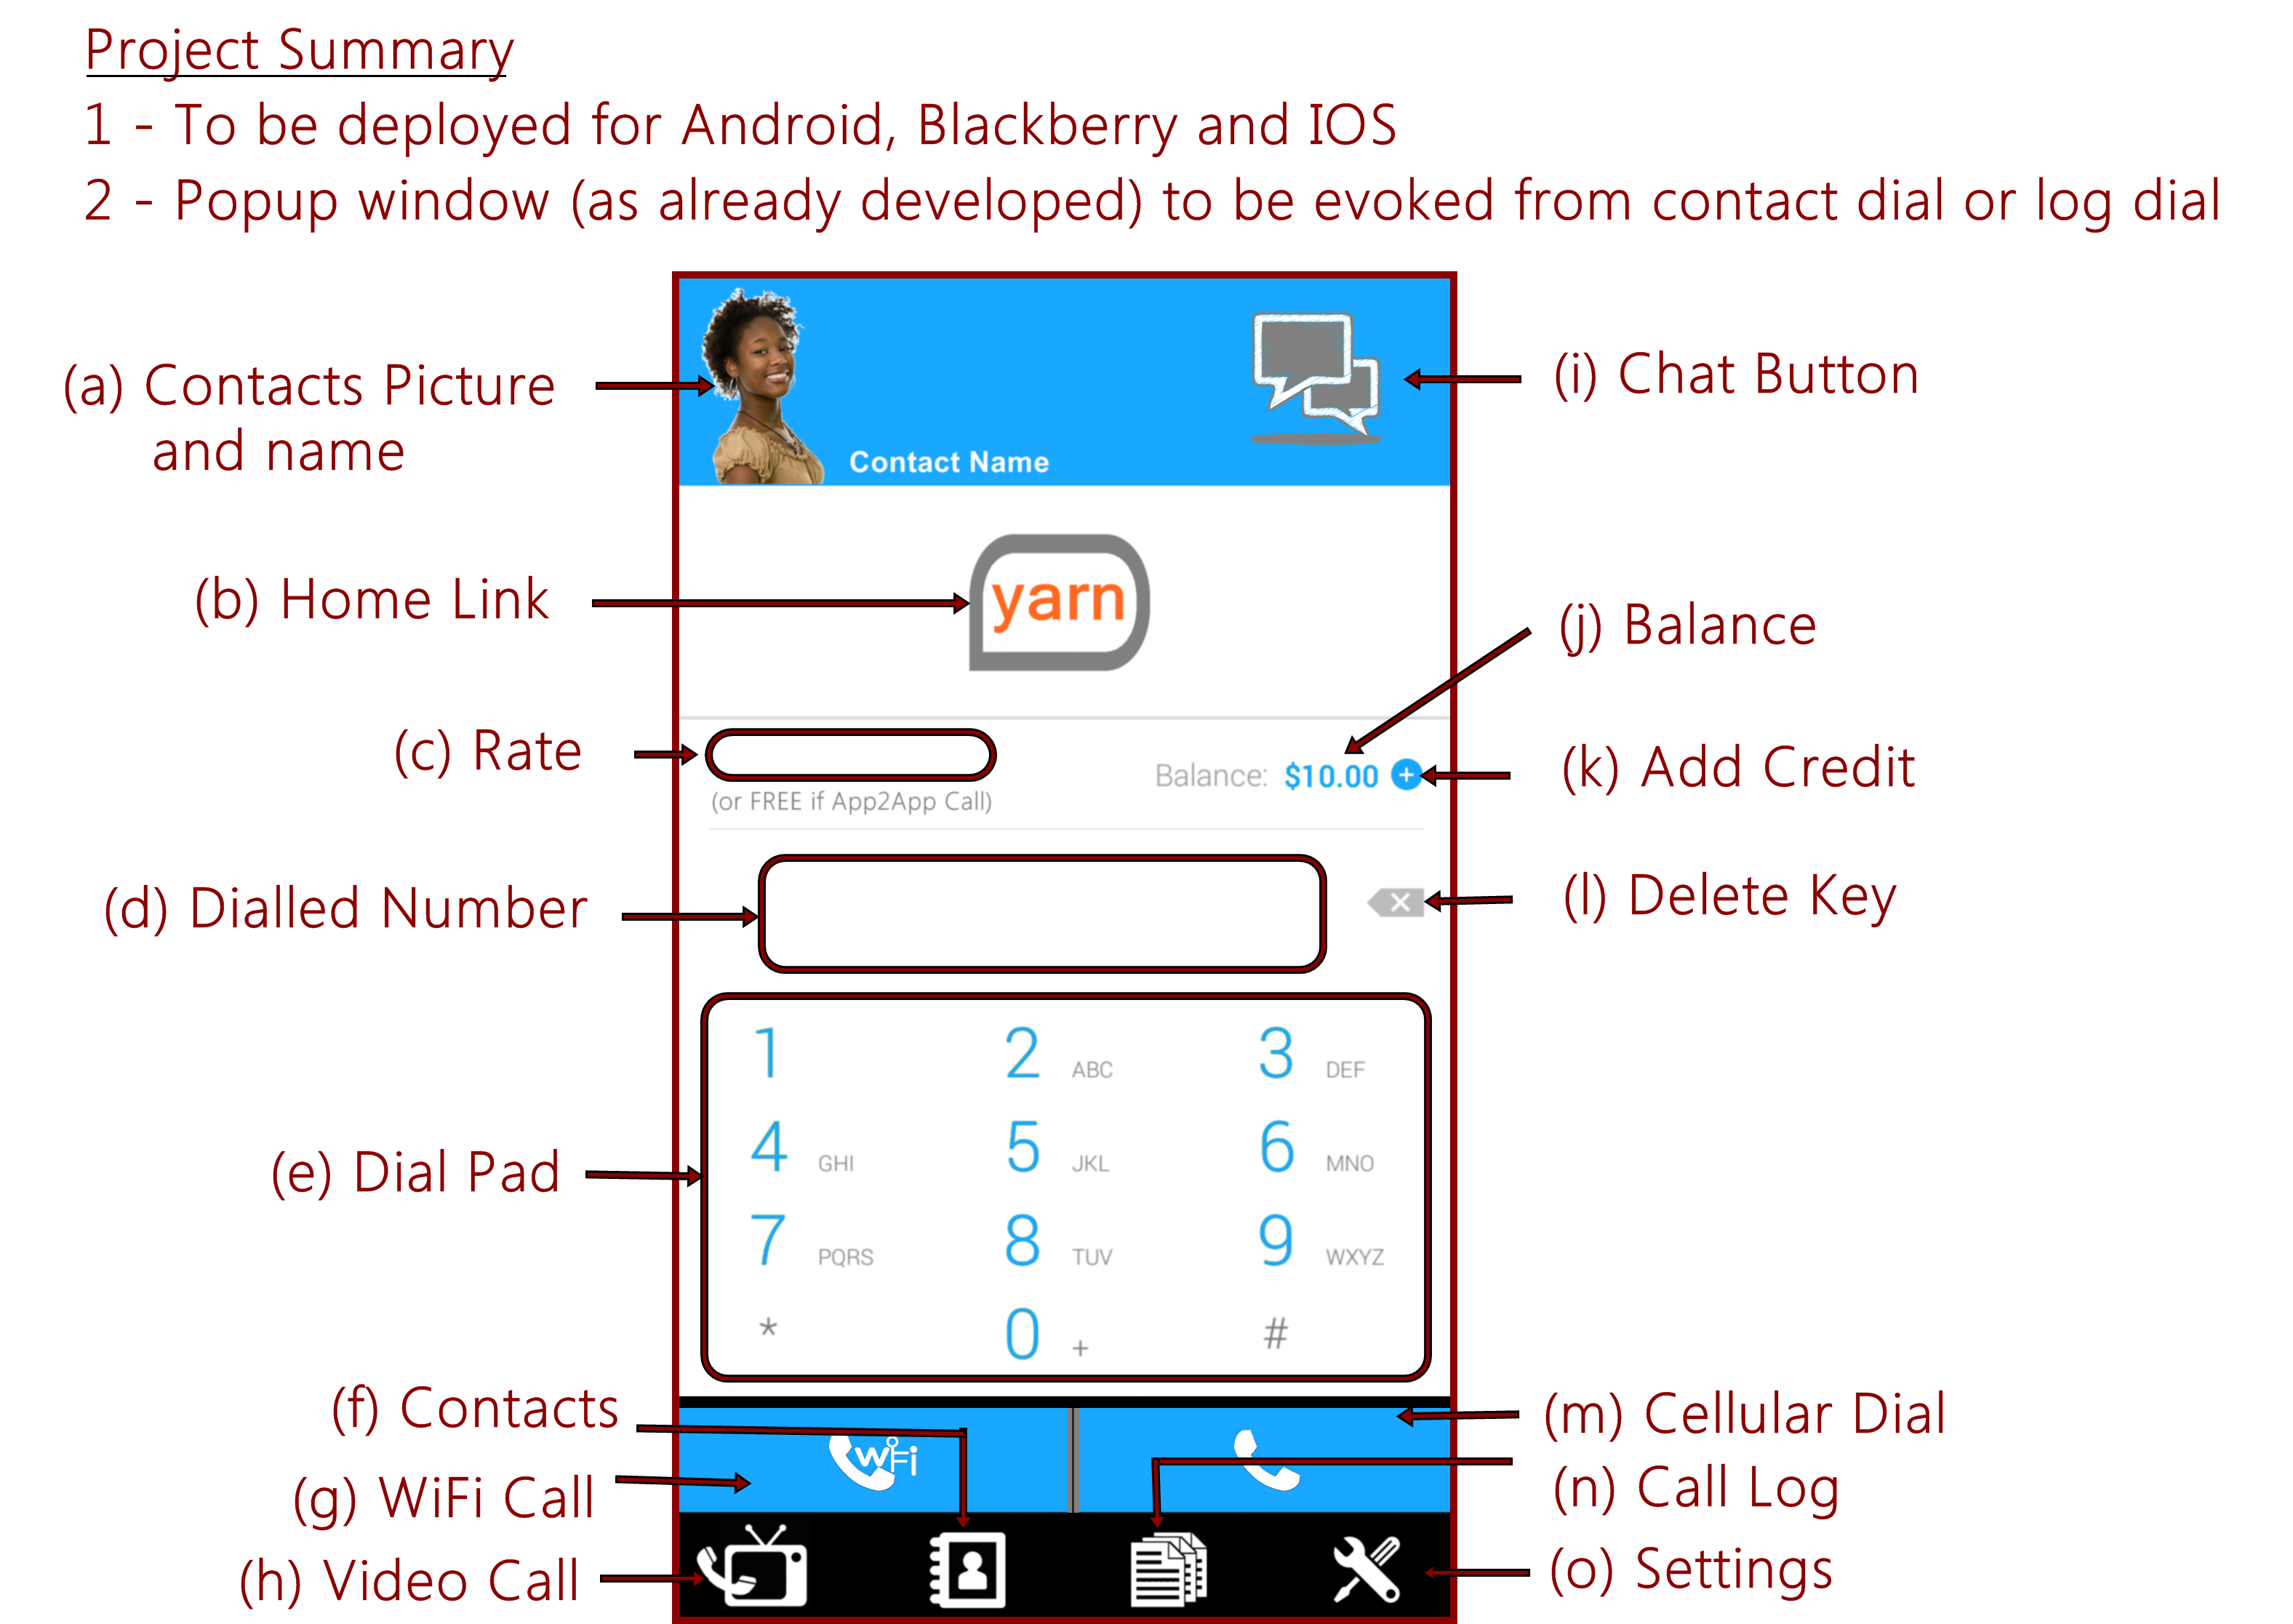 Project Summary
1 - To be deployed for Android, Blackberry and IOS
2 - Popup window (as already developed) to be evoked from contact dial or log dial
(a) Contacts Picture
and name
Contact Name
(i) Chat Button
(b) Home Link
yarn
(j) Balance
(c) Rate
(or FREE if App2App Call)
Balance: $10.00 +
(k) Add Credit
(d) Dialled Number
(l) Delete Key
(e) Dial Pad
1 2 ABC 3 DEF
4 GHI 5 JKL 6 MNO
7 PQRS 8 TUV 9 WXYZ
* 0 + #
(f) Contacts
(m) Cellular Dial
WiFi
(g) WiFi Call
(n) Call Log
(h) Video Call
(o) Settings